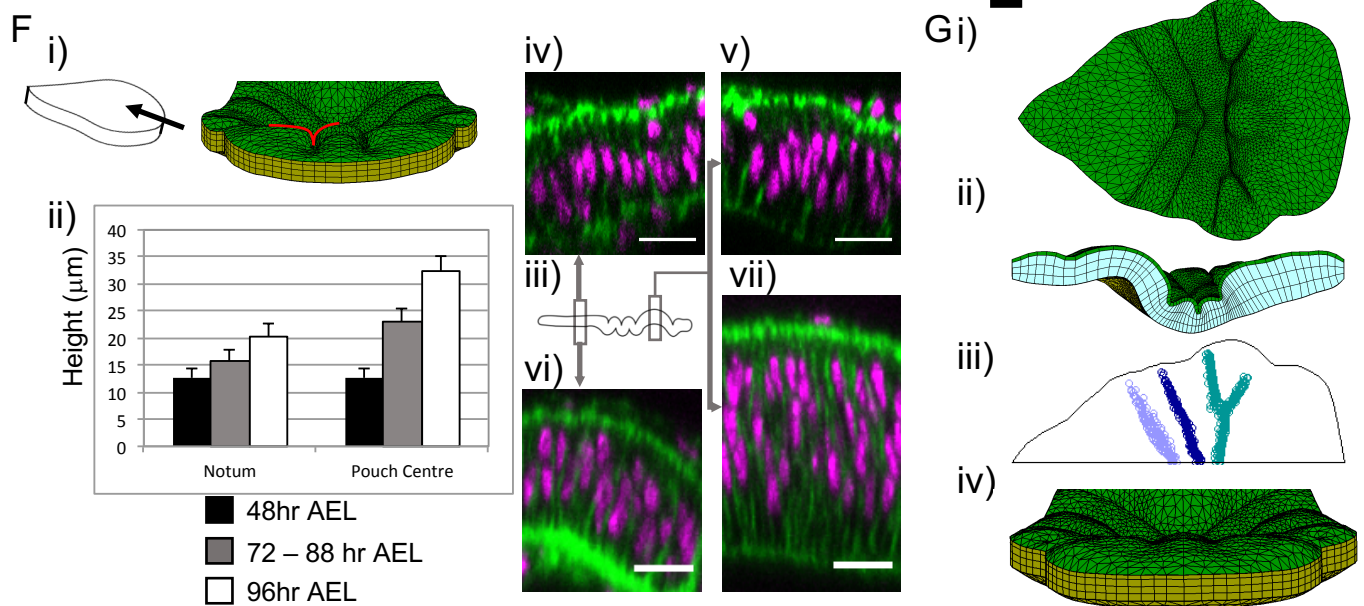 F
i)
ii)
Height (μm)
40
35
30
25
20
15
10
5
0
Notum
Pouch Centre
48hr AEL
72 – 88 hr AEL
96hr AEL
iii)
iv)
v)
vi)
vii)
G i)
ii)
iii)
iv)